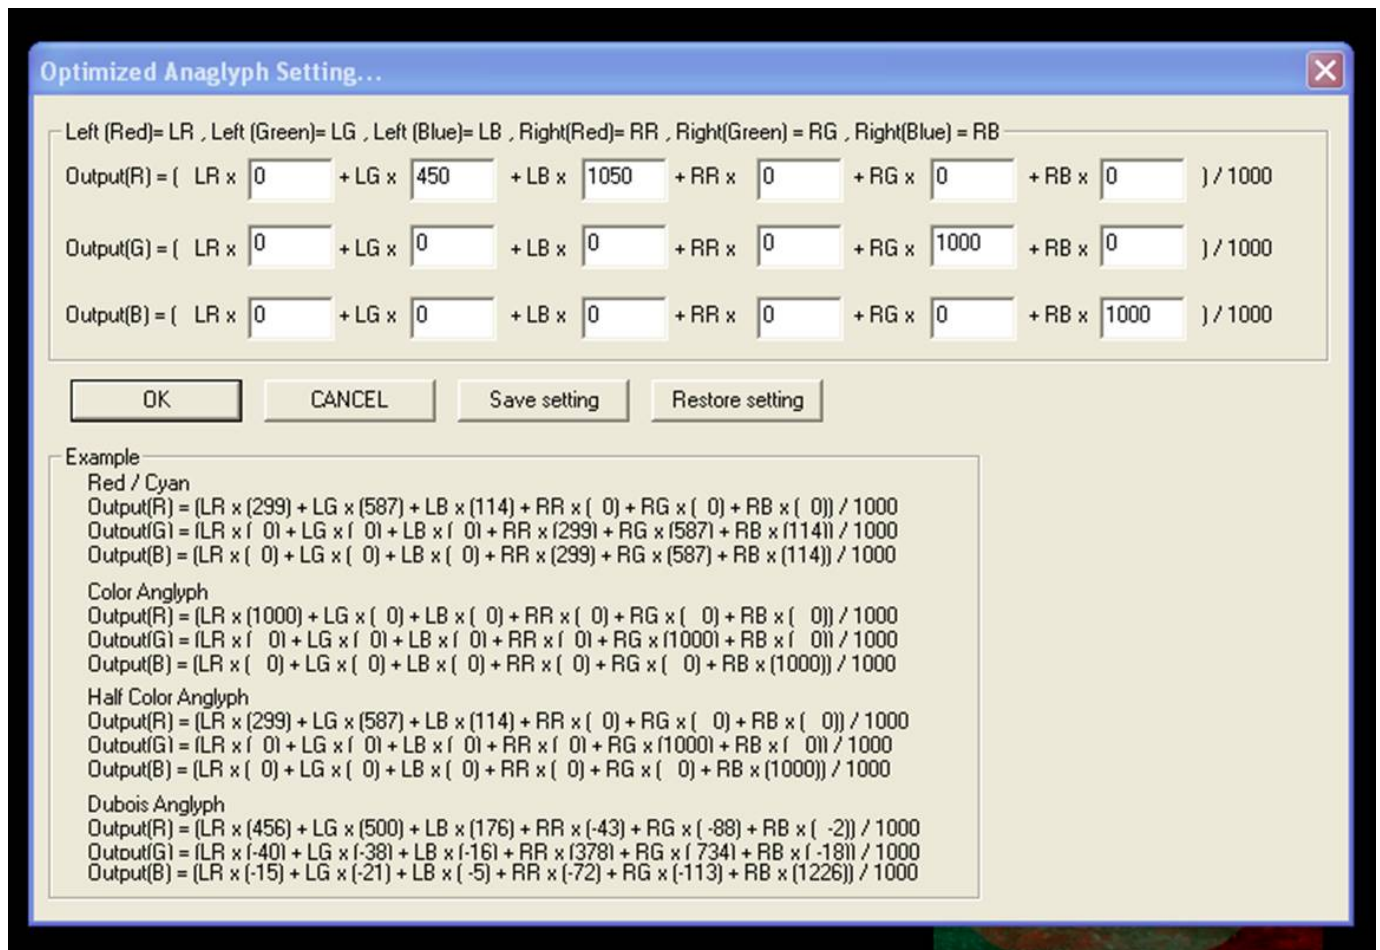 Optimized Anaglyph Setting...
Left (Red)= LR , Left (Green)= LG , Left (Blue)= LB , Right(Red)= RR , Right(Green) = RG , Right(Blue) = RB
Output(R) = ( LR x 0 + LG x 450 + LB x 1050 + RR x 0 + RG x 0 + RB x 0 ) / 1000
Output(G) = ( LR x 0 + LG x 0 + LB x 0 + RR x 0 + RG x 1000 + RB x 0 ) / 1000
Output(B) = ( LR x 0 + LG x 0 + LB x 0 + RR x 0 + RG x 0 + RB x 1000 ) / 1000
OK CANCEL Save setting Restore setting
Example
Red / Cyan
Output(R) = (LR x (299) + LG x (587) + LB x (114) + RR x ( 0) + RG x ( 0) + RB x ( 0)) / 1000
Output(G) = (LR x ( 0) + LG x ( 0) + LB x ( 0) + RR x (299) + RG x (587) + RB x (114)) / 1000
Output(B) = (LR x ( 0) + LG x ( 0) + LB x ( 0) + RR x (299) + RG x (587) + RB x (114)) / 1000
Color Anglyph
Output(R) = (LR x (1000) + LG x ( 0) + LB x ( 0) + RR x ( 0) + RG x ( 0) + RB x ( 0)) / 1000
Output(G) = (LR x ( 0) + LG x ( 0) + LB x ( 0) + RR x ( 0) + RG x (1000) + RB x ( 0)) / 1000
Output(B) = (LR x ( 0) + LG x ( 0) + LB x ( 0) + RR x ( 0) + RG x ( 0) + RB x (1000)) / 1000
Half Color Anglyph
Output(R) = (LR x (299) + LG x (587) + LB x (114) + RR x ( 0) + RG x ( 0) + RB x ( 0)) / 1000
Output(G) = (LR x ( 0) + LG x ( 0) + LB x ( 0) + RR x ( 0) + RG x (1000) + RB x ( 0)) / 1000
Output(B) = (LR x ( 0) + LG x ( 0) + LB x ( 0) + RR x ( 0) + RG x ( 0) + RB x (1000)) / 1000
Dubois Anglyph
Output(R) = (LR x (456) + LG x (500) + LB x (176) + RR x (-43) + RG x ( -88) + RB x ( -2)) / 1000
Output(G) = (LR x (-40) + LG x (-38) + LB x (-16) + RR x (378) + RG x ( 734) + RB x ( -18)) / 1000
Output(B) = (LR x (-15) + LG x (-21) + LB x ( -5) + RR x (-72) + RG x (-113) + RB x (1226)) / 1000